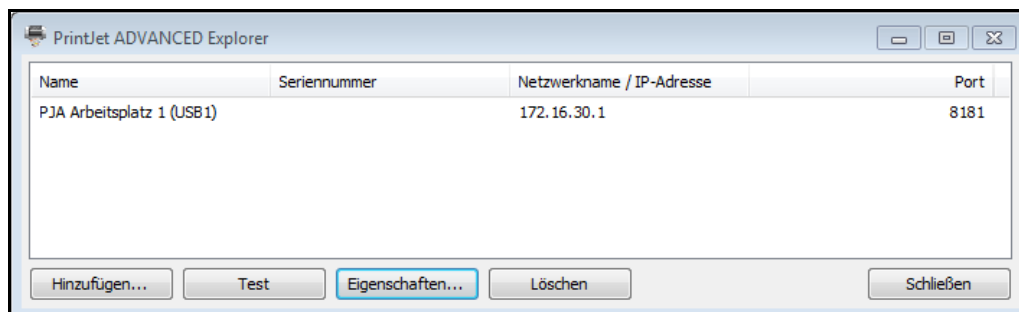 PrintJet ADVANCED Explorer
Name Seriennummer Netzwerkname / IP-Adresse Port
PJA Arbeitsplatz 1 (USB1) 172.16.30.1 8181
Hinzufügen... Test Eigenschaften... Löschen Schließen